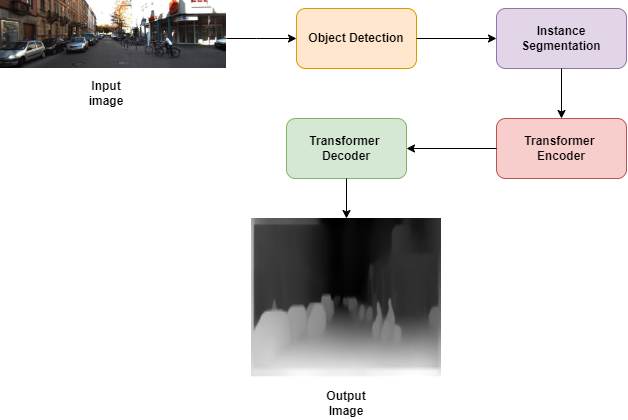 Object Detection
Instance
Segmentation
Input
image
Transformer
Decoder
Transformer
Encoder
Output
Image